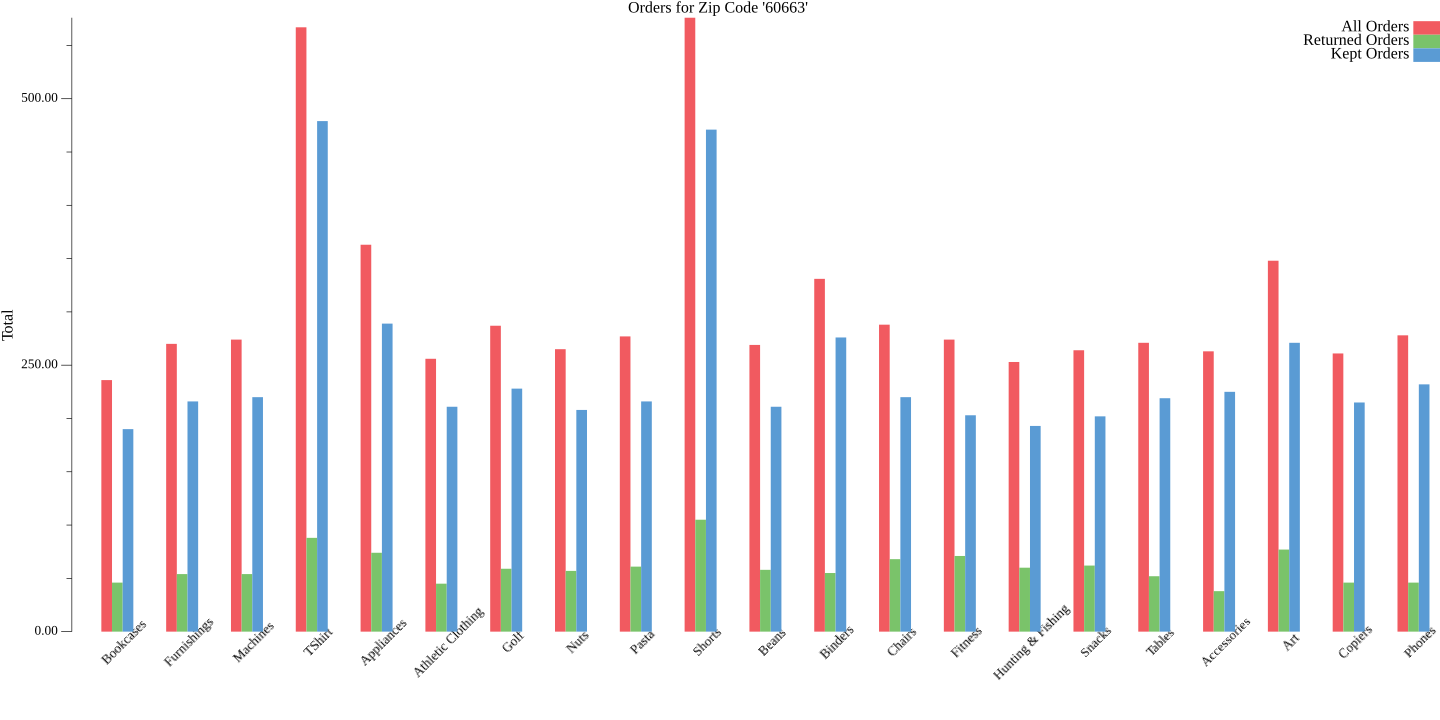 Orders for Zip Code '60663'
All Orders
Returned Orders
Kept Orders
Total
500.00
250.00
0.00
Bookcases
Furnishings
Machines
TShirt
Appliances
Athletic Clothing
Golf
Nuts
Pasta
Shorts
Beans
Binders
Chairs
Fitness
Hunting & Fishing
Snacks
Tables
Accessories
Art
Copiers
Phones